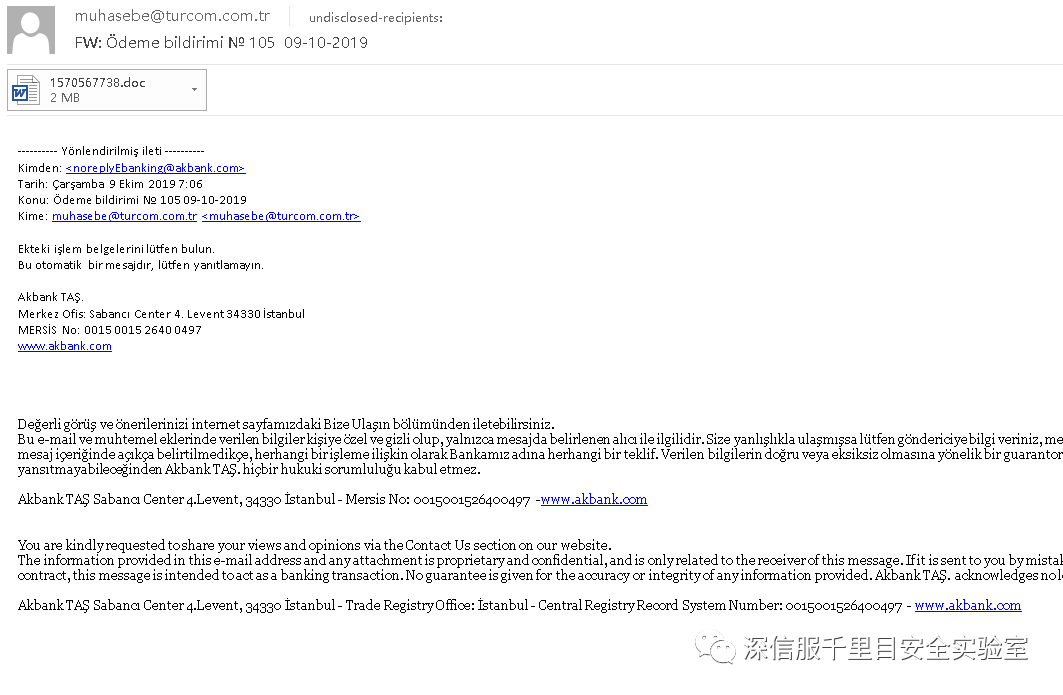 muhasebe@turcom.com.tr undisclosed-recipients:
FW: Ödeme bildirimi № 105 09-10-2019
1570567738.doc
2 MB
---------- Yönlendirilmiş ileti ----------
Kimden: <noreplyEbanking@akbank.com>
Tarih: Çarşamba 9 Ekim 2019 7:06
Konu: Ödeme bildirimi № 105 09-10-2019
Kime: muhasebe@turcom.com.tr <muhasebe@turcom.com.tr>
Ekteki işlem belgelerini lütfen bulun.
Bu otomatik bir mesajdır, lütfen yanıtlamayın.
Akbank TAŞ.
Merkez Ofis: Sabancı Center 4. Levent 34330 İstanbul
MERSİS No: 0015 0015 2640 0497
www.akbank.com
Değerli görüş ve önerilerinizi internet sayfamızdaki Bize Ulaşın bölümünden iletebilirsiniz.
Bu e-mail ve muhtemel eklerinde verilen bilgiler kişiye özel ve gizli olup, yalnızca mesajda belirlenen alıcı ile ilgilidir. Size yanlışlıkla ulaşmışsa lütfen göndericiye bilgi veriniz, me
mesaj içeriğinde açıkça belirtilmedikçe, herhangi bir işleme ilişkin olarak Bankamız adına herhangi bir teklif. Verilen bilgilerin doğru veya eksiksiz olmasına yönelik bir guarantor
yansıtmayabileceğinden Akbank TAŞ. hiçbir hukuki sorumluluğu kabul etmez.
Akbank TAŞ Sabancı Center 4.Levent, 34330 İstanbul - Mersis No: 0015001526400497 -www.akbank.com
You are kindly requested to share your views and opinions via the Contact Us section on our website.
The information provided in this e-mail address and any attachment is proprietary and confidential, and is only related to the receiver of this message. If it is sent to you by mistak
contract, this message is intended to act as a banking transaction. No guarantee is given for the accuracy or integrity of any information provided. Akbank TAŞ. acknowledges no le
Akbank TAŞ Sabancı Center 4.Levent, 34330 İstanbul - Trade Registry Office: İstanbul - Central Registry Record System Number: 0015001526400497 - www.akbank.com
深信服千里目安全实验室